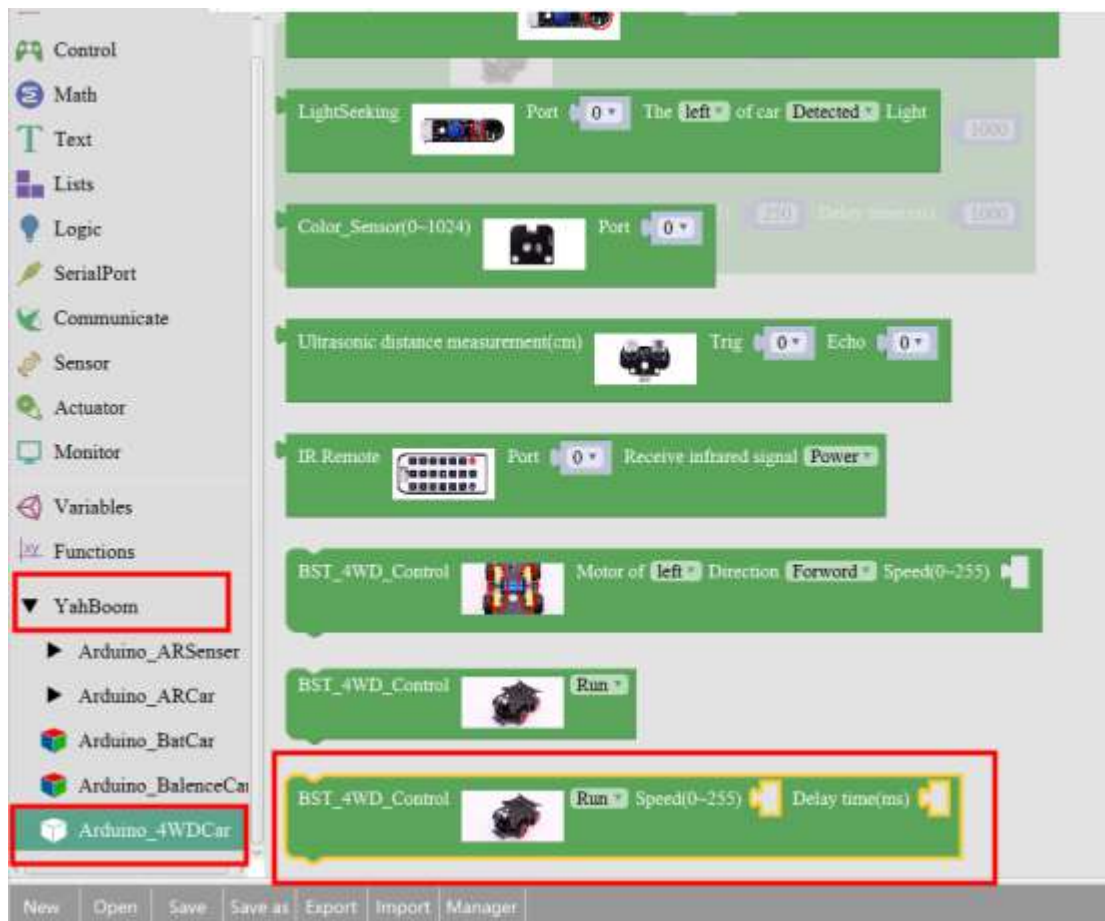 Control
Math
Text
Lists
Logic
SerialPort
Communicate
Sensor
Actuator
Monitor
Variables
Functions
YahBoom
Arduino_ARSenser
Arduino_ARCar
Arduino_BatCar
Arduino_BalenceCar
Arduino_4WDCar
LightSeeking Port 0 The left of car Detected Light
1000
Color_Sensor(0~1024) Port 0
250 Delay time(ms) 1000
Ultrasonic distance measurement(cm) Trig 0 Echo 0
IR Remote Port 0 Receive infrared signal Power
BST_4WD_Control Motor of left Direction Forword Speed(0~255)
BST_4WD_Control Run
BST_4WD_Control Run Speed(0~255) Delay time(ms)
New Open Save Save as Export Import Manager